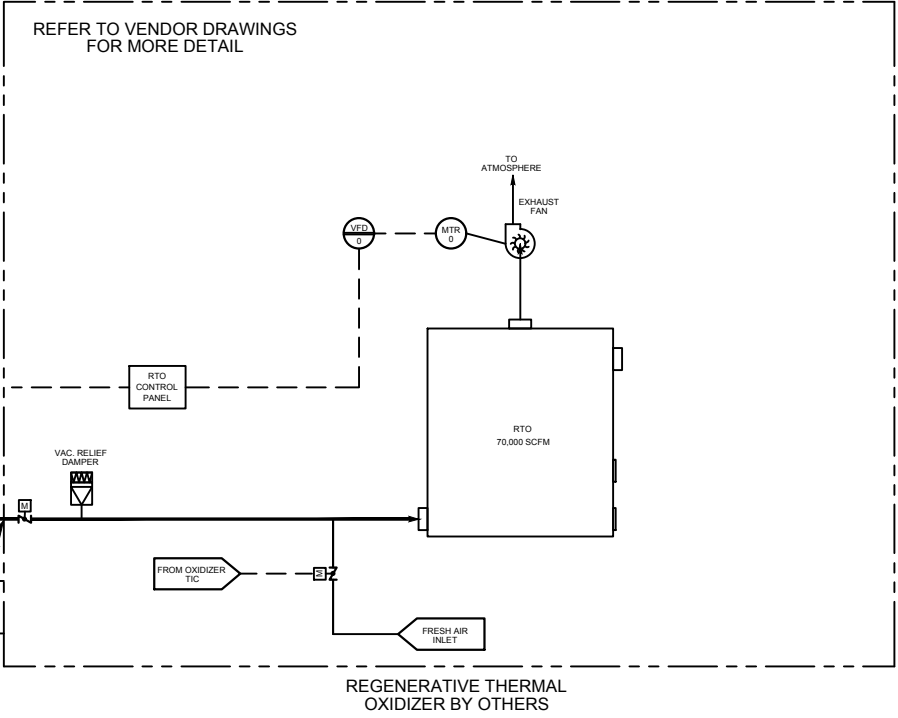 REFER TO VENDOR DRAWINGS
FOR MORE DETAIL
TO
ATMOSPHERE
EXHAUST
FAN
VFD
0
MTR
0
RTO
CONTROL
PANEL
RTO
70,000 SCFM
VAC. RELIEF
DAMPER
M
FROM OXIDIZER
TIC
M
FRESH AIR
INLET
REGENERATIVE THERMAL
OXIDIZER BY OTHERS